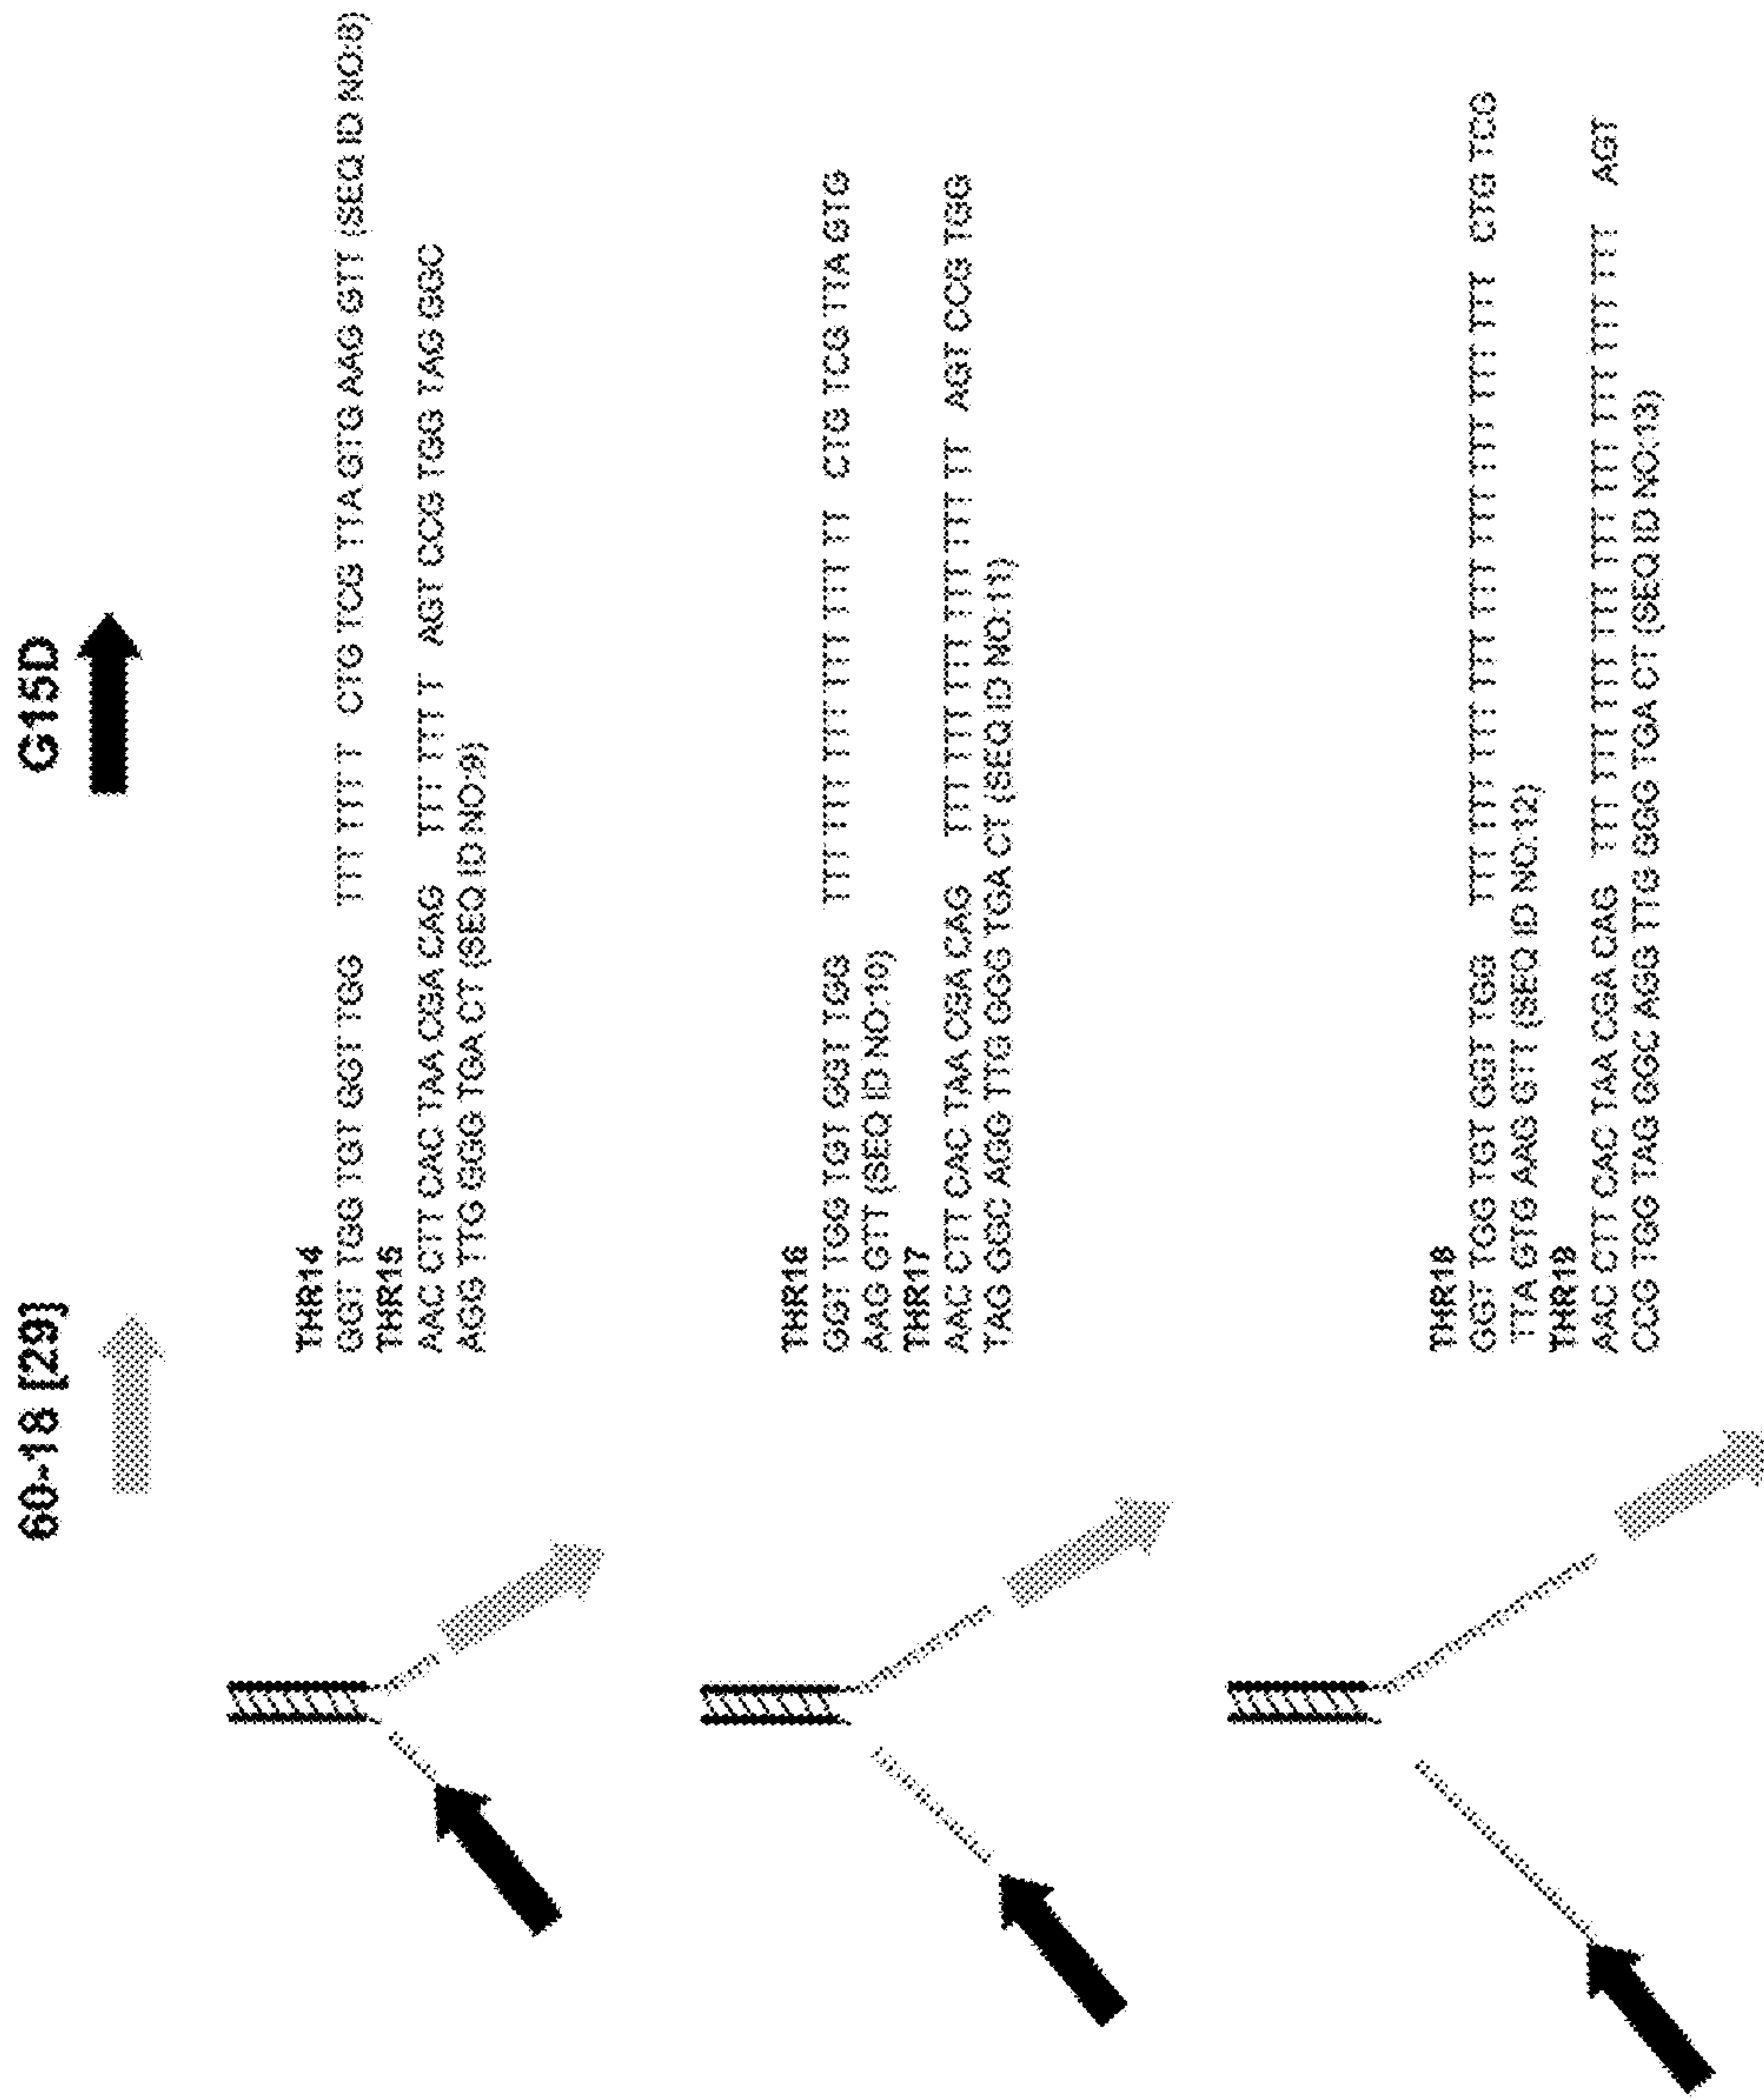 60-18 [29]
G15D
THR14
GGT TGG TGT GGT TGG TTT TTT T CTG TCG TTA GTG AAG GTT (SEQ ID NO:8)
THR15
AAC CTT CAC TAA CGA CAG TTT TTT T AGT CCG TGG TAG GGC
AGG TTG GGG TGA CT (SEQ ID NO:9)
THR16
GGT TGG TGT GGT TGG TTT TTT TTT TTT TTT TT CTG TCG TTA GTG
AAG GTT (SEQ ID NO:10)
THR17
AAC CTT CAC TAA CGA CAG TTT TTT TTT TTT TTT TT AGT CCG TGG
TAG GGC AGG TTG GGG TGA CT (SEQ ID NO:11)
THR18
GGT TGG TGT GGT TGG TTT TTT TTT TTT TTT TTT TTT TTT TTT CTG TCG
TTA GTG AAG GTT (SEQ ID NO:12)
THR19
AAC CTT CAC TAA CGA CAG TTT TTT TTT TTT TTT TTT TTT TTT TTT AGT
CCG TGG TAG GGC AGG TTG GGG TGA CT (SEQ ID NO:13)